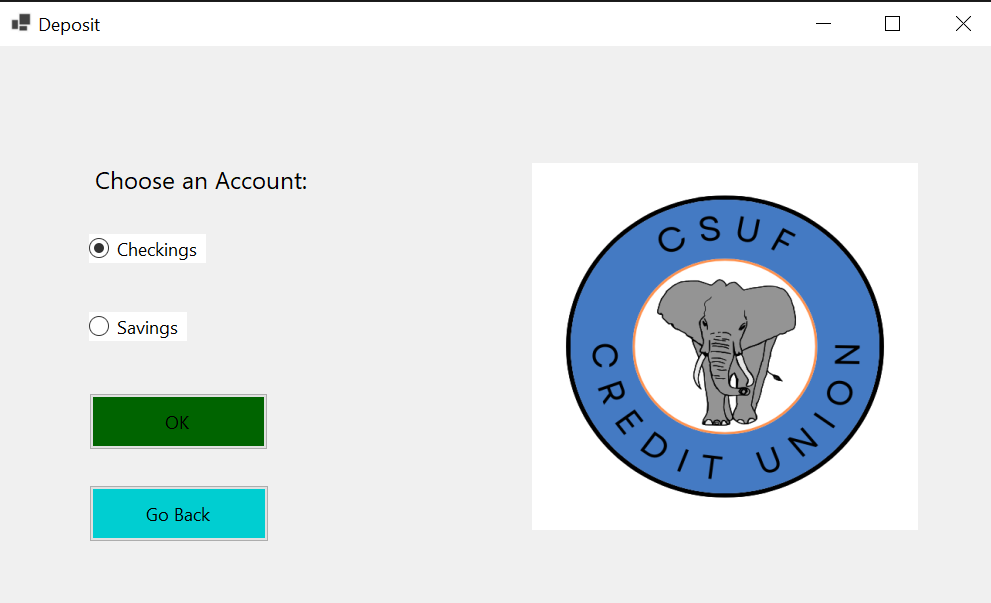 Deposit
Choose an Account:
Checkings
Savings
OK
Go Back
CSUF
CREDIT UNION